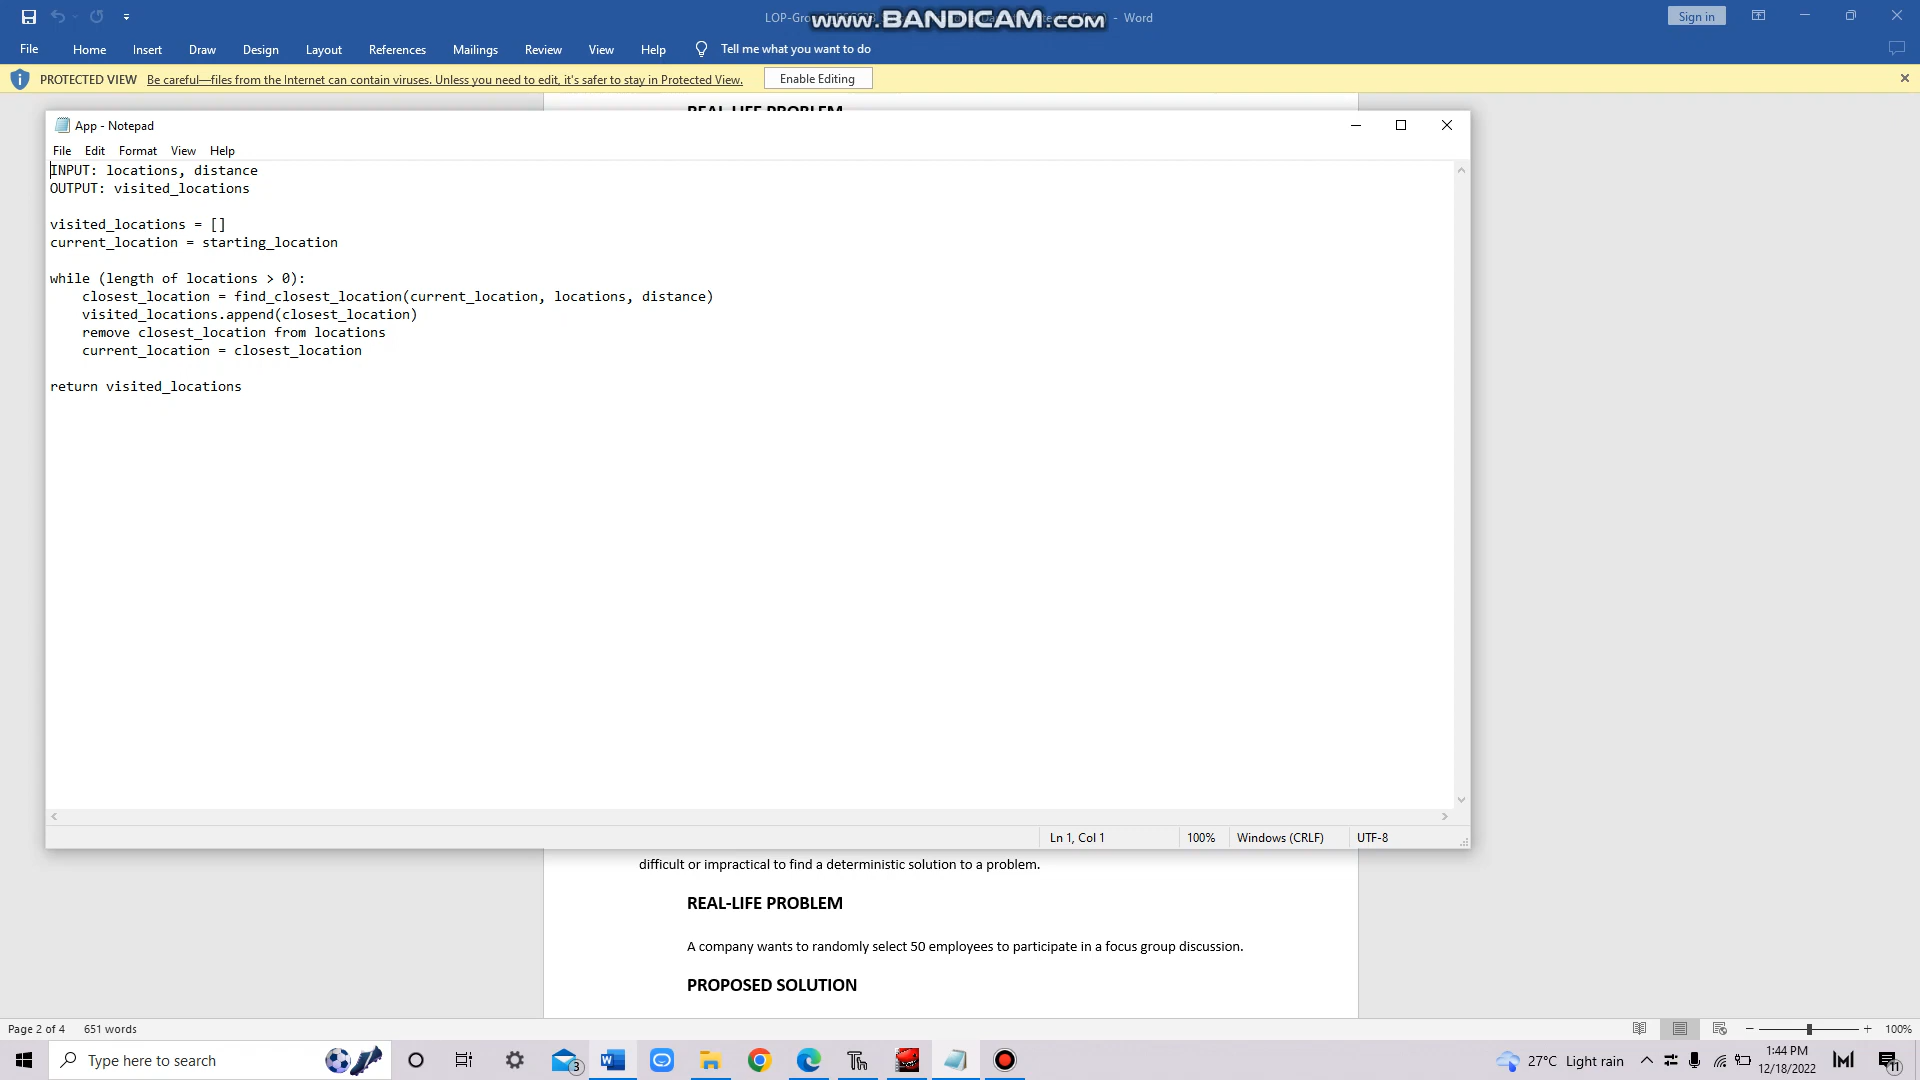 LOP-Gro
www.BANDICAM.com
- Word
Sign in
File Home Insert Draw Design Layout References Mailings Review View Help Tell me what you want to do
PROTECTED VIEW Be careful—files from the Internet can contain viruses. Unless you need to edit, it's safer to stay in Protected View. Enable Editing
REAL-LIFE PROBLEM
App - Notepad
File Edit Format View Help
INPUT: locations, distance
OUTPUT: visited_locations
visited_locations = []
current_location = starting_location
while (length of locations > 0):
closest_location = find_closest_location(current_location, locations, distance)
visited_locations.append(closest_location)
remove closest_location from locations
current_location = closest_location
return visited_locations
Ln 1, Col 1 100% Windows (CRLF) UTF-8
difficult or impractical to find a deterministic solution to a problem.
REAL-LIFE PROBLEM
A company wants to randomly select 50 employees to participate in a focus group discussion.
PROPOSED SOLUTION
Page 2 of 4 651 words 100%
Type here to search 3 27°C Light rain 1:44 PM 11
12/18/2022